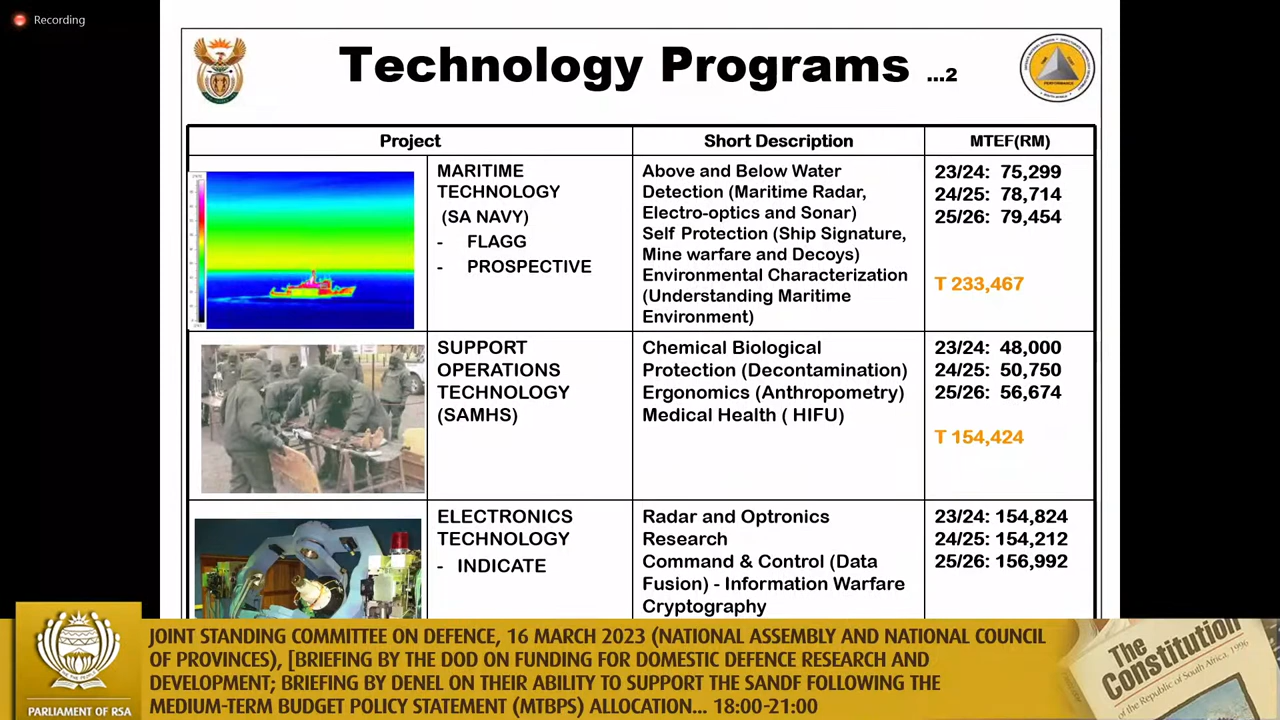 Recording
Technology Programs ...2
PERFORMANCE
Project
Short Description
MTEF(RM)
MARITIME
TECHNOLOGY
(SA NAVY)
- FLAGG
- PROSPECTIVE
Above and Below Water
Detection (Maritime Radar,
Electro-optics and Sonar)
Self Protection (Ship Signature,
Mine warfare and Decoys)
Environmental Characterization
(Understanding Maritime
Environment)
23/24: 75,299
24/25: 78,714
25/26: 79,454
T 233,467
SUPPORT
OPERATIONS
TECHNOLOGY
(SAMHS)
Chemical Biological
Protection (Decontamination)
Ergonomics (Anthropometry)
Medical Health ( HIFU)
23/24: 48,000
24/25: 50,750
25/26: 56,674
T 154,424
ELECTRONICS
TECHNOLOGY
- INDICATE
Radar and Optronics
Research
Command & Control (Data
Fusion) - Information Warfare
Cryptography
23/24: 154,824
24/25: 154,212
25/26: 156,992
PARLIAMENT OF RSA
JOINT STANDING COMMITTEE ON DEFENCE, 16 MARCH 2023 (NATIONAL ASSEMBLY AND NATIONAL COUNCIL
OF PROVINCES), [BRIEFING BY THE DOD ON FUNDING FOR DOMESTIC DEFENCE RESEARCH AND
DEVELOPMENT; BRIEFING BY DENEL ON THEIR ABILITY TO SUPPORT THE SANDF FOLLOWING THE
MEDIUM-TERM BUDGET POLICY STATEMENT (MTBPS) ALLOCATION... 18:00-21:00
The
Constitution
of the Republic of South Africa, 1996